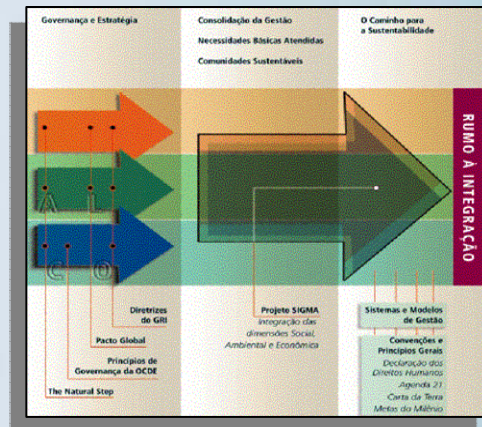 Governança e Estratégia
Consolidação da Gestão
Necessidades Básicas Atendidas
Comunidades Sustentáveis
O Caminho para
a Sustentabilidade
RUMO À INTEGRAÇÃO
A L
C O
Diretrizes
do GRI
Pacto Global
Princípios de
Governança da OCDE
The Natural Step
Projeto SIGMA
Integração das
dimensões Social,
Ambiental e Econômica
Sistemas e Modelos
de Gestão
Convenções e
Princípios Gerais
Declaração dos
Direitos Humanos
Agenda 21
Carta da Terra
Metas do Milênio